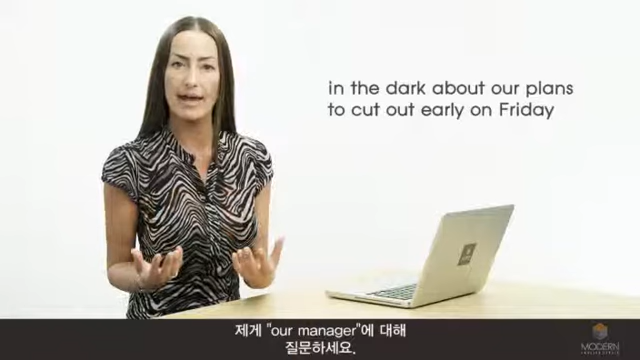 in the dark about our plans
to cut out early on Friday
제게 "our manager"에 대해
질문하세요.
MODERN